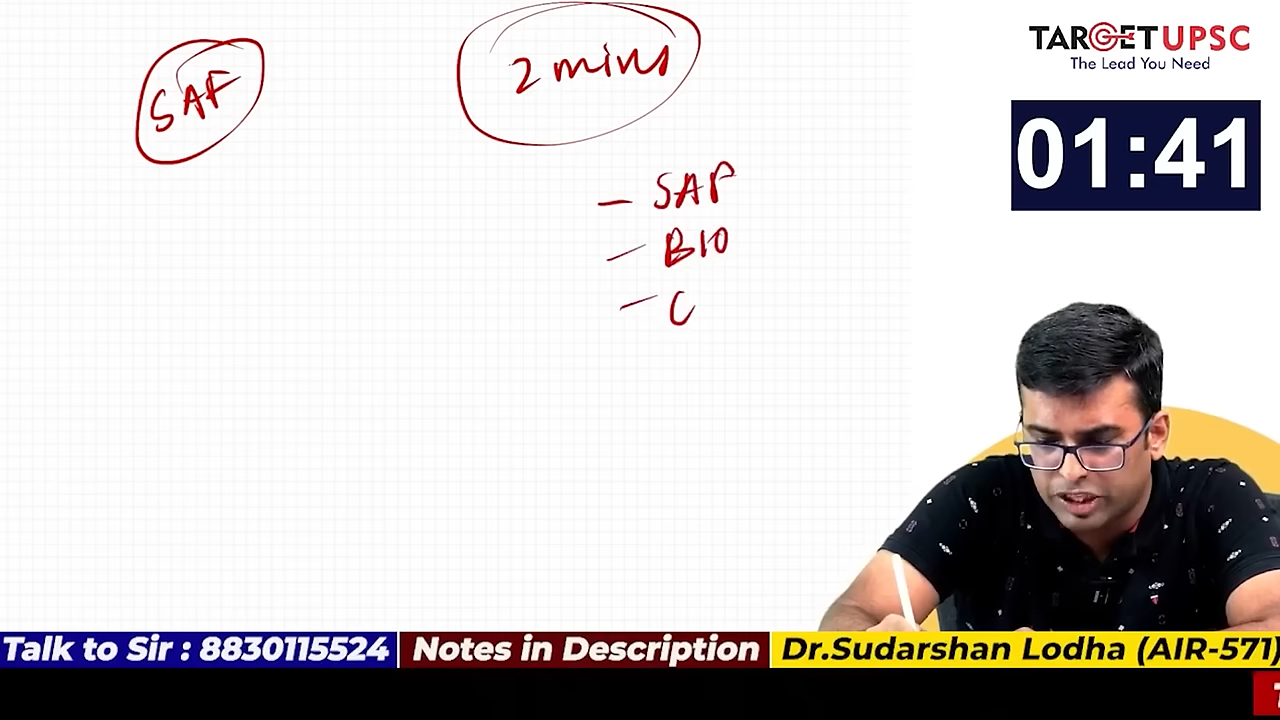 SAF
2 mins
TARGETUPSC
The Lead You Need
01:41
- SAF
- BIO
- C
Talk to Sir : 8830115524
Notes in Description
Dr.Sudarshan Lodha (AIR-571)